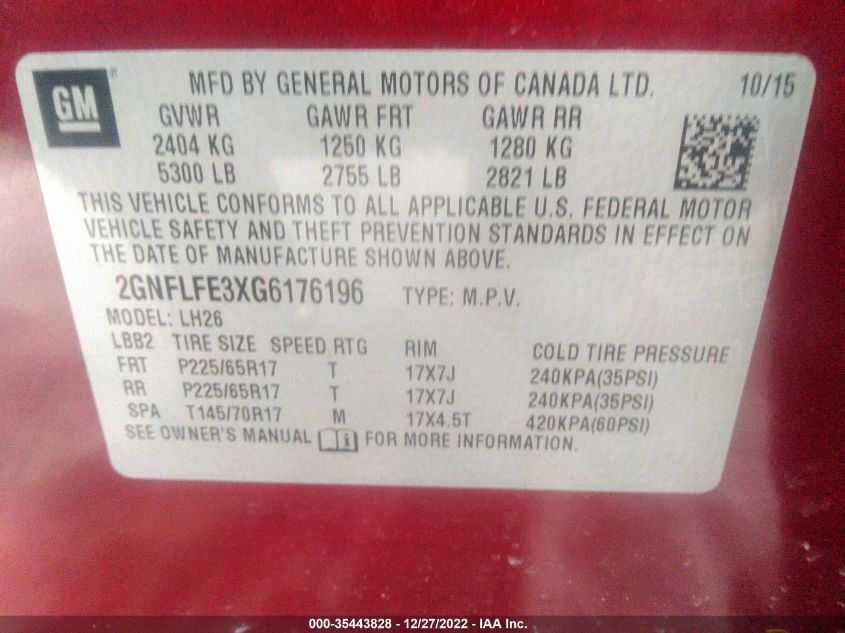 GM ®
MFD BY GENERAL MOTORS OF CANADA LTD. 10/15
GVWR GAWR FRT GAWR RR
2404 KG 1250 KG 1280 KG
5300 LB 2755 LB 2821 LB
THIS VEHICLE CONFORMS TO ALL APPLICABLE U.S. FEDERAL MOTOR
VEHICLE SAFETY AND THEFT PREVENTION STANDARDS IN EFFECT ON
THE DATE OF MANUFACTURE SHOWN ABOVE.
2GNFLFE3XG6176196 TYPE: M.P.V.
MODEL: LH26
LBB2 TIRE SIZE SPEED RTG RIM COLD TIRE PRESSURE
FRT P225/65R17 T 17X7J 240KPA(35PSI)
RR P225/65R17 T 17X7J 240KPA(35PSI)
SPA T145/70R17 M 17X4.5T 420KPA(60PSI)
SEE OWNER'S MANUAL FOR MORE INFORMATION.
000-35443828 - 12/27/2022 - IAA Inc.